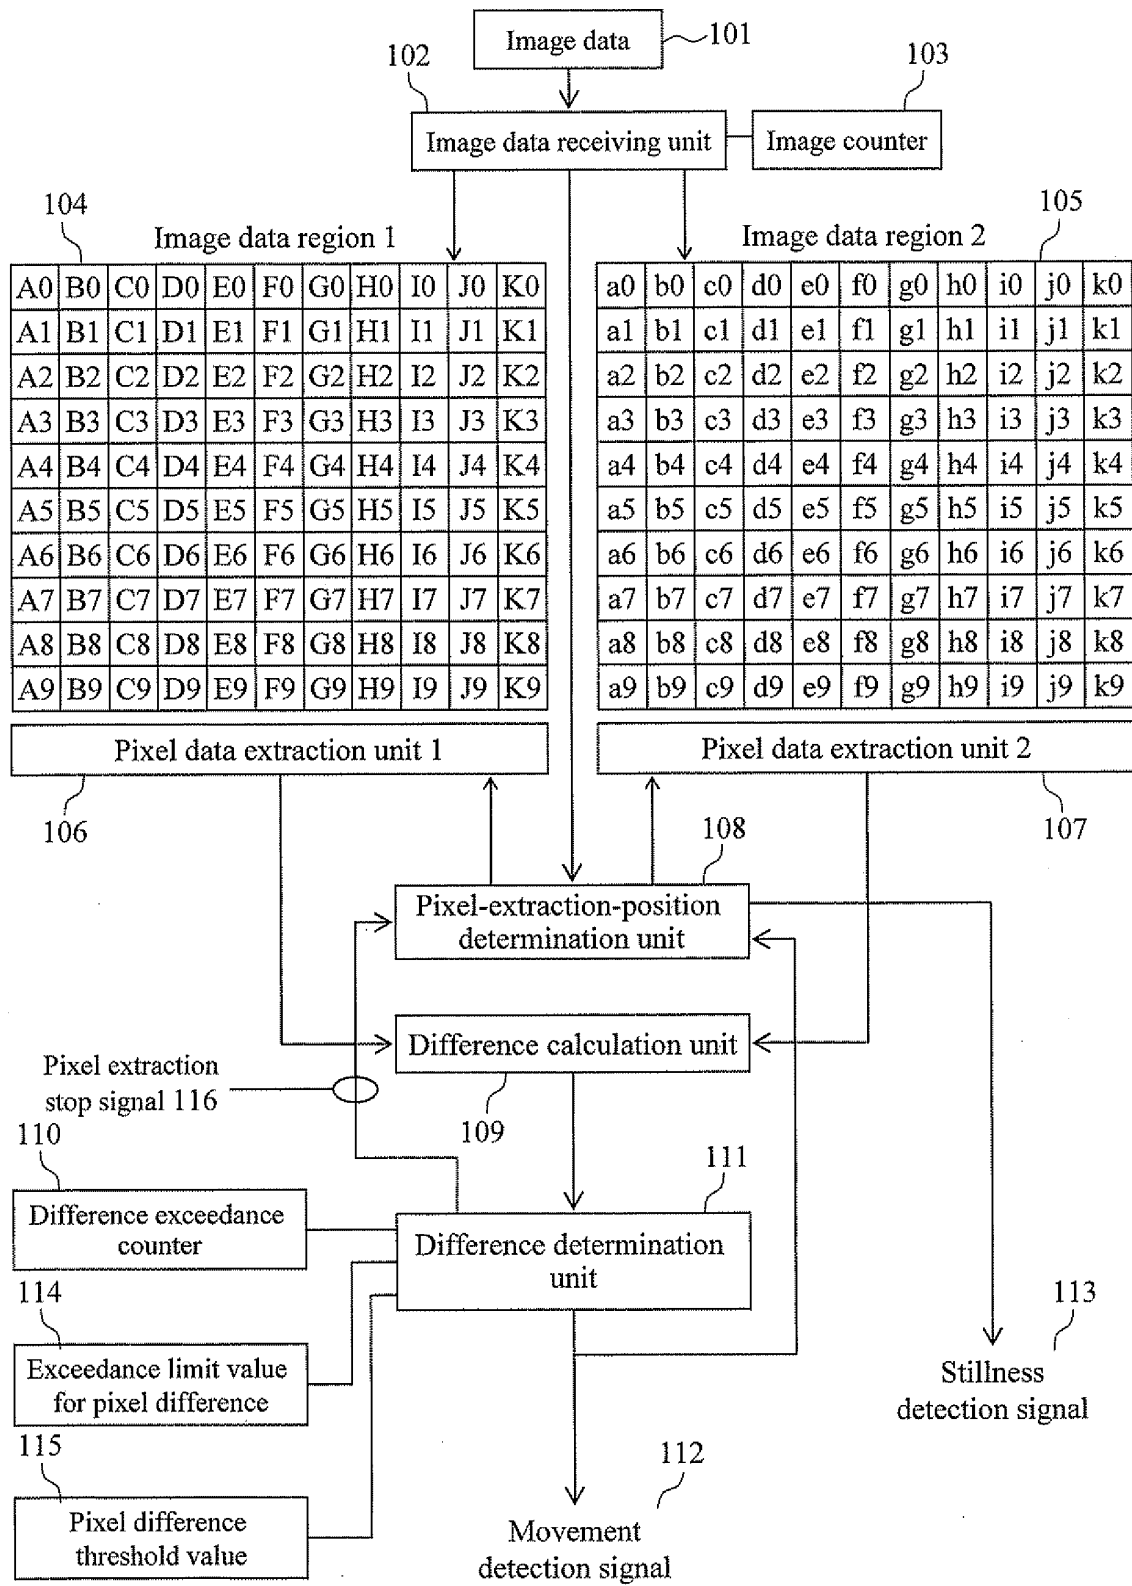 Image data
101
102
103
Image data receiving unit
Image counter
104
105
Image data region 1
Image data region 2
A0 B0 C0 D0 E0 F0 G0 H0 I0 J0 K0
A1 B1 C1 D1 E1 F1 G1 H1 I1 J1 K1
A2 B2 C2 D2 E2 F2 G2 H2 I2 J2 K2
A3 B3 C3 D3 E3 F3 G3 H3 I3 J3 K3
A4 B4 C4 D4 E4 F4 G4 H4 I4 J4 K4
A5 B5 C5 D5 E5 F5 G5 H5 I5 J5 K5
A6 B6 C6 D6 E6 F6 G6 H6 I6 J6 K6
A7 B7 C7 D7 E7 F7 G7 H7 I7 J7 K7
A8 B8 C8 D8 E8 F8 G8 H8 I8 J8 K8
A9 B9 C9 D9 E9 F9 G9 H9 I9 J9 K9
a0 b0 c0 d0 e0 f0 g0 h0 i0 j0 k0
a1 b1 c1 d1 e1 f1 g1 h1 i1 j1 k1
a2 b2 c2 d2 e2 f2 g2 h2 i2 j2 k2
a3 b3 c3 d3 e3 f3 g3 h3 i3 j3 k3
a4 b4 c4 d4 e4 f4 g4 h4 i4 j4 k4
a5 b5 c5 d5 e5 f5 g5 h5 i5 j5 k5
a6 b6 c6 d6 e6 f6 g6 h6 i6 j6 k6
a7 b7 c7 d7 e7 f7 g7 h7 i7 j7 k7
a8 b8 c8 d8 e8 f8 g8 h8 i8 j8 k8
a9 b9 c9 d9 e9 f9 g9 h9 i9 j9 k9
Pixel data extraction unit 1
Pixel data extraction unit 2
106
107
108
Pixel-extraction-position
determination unit
Difference calculation unit
109
Pixel extraction
stop signal 116
110
Difference exceedance
counter
111
Difference determination
unit
114
Exceedance limit value
for pixel difference
113
Stillness
detection signal
115
Pixel difference
threshold value
112
Movement
detection signal